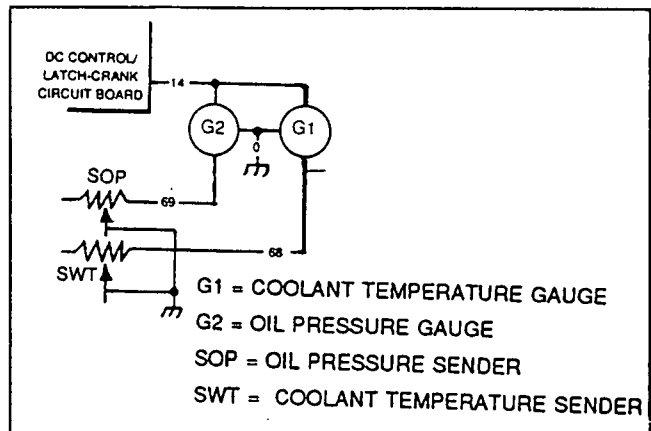 DC CONTROL/
LATCH-CRANK
CIRCUIT BOARD
14
G2
G1
0
SOP
69
68
SWT
G1 = COOLANT TEMPERATURE GAUGE
G2 = OIL PRESSURE GAUGE
SOP = OIL PRESSURE SENDER
SWT = COOLANT TEMPERATURE SENDER